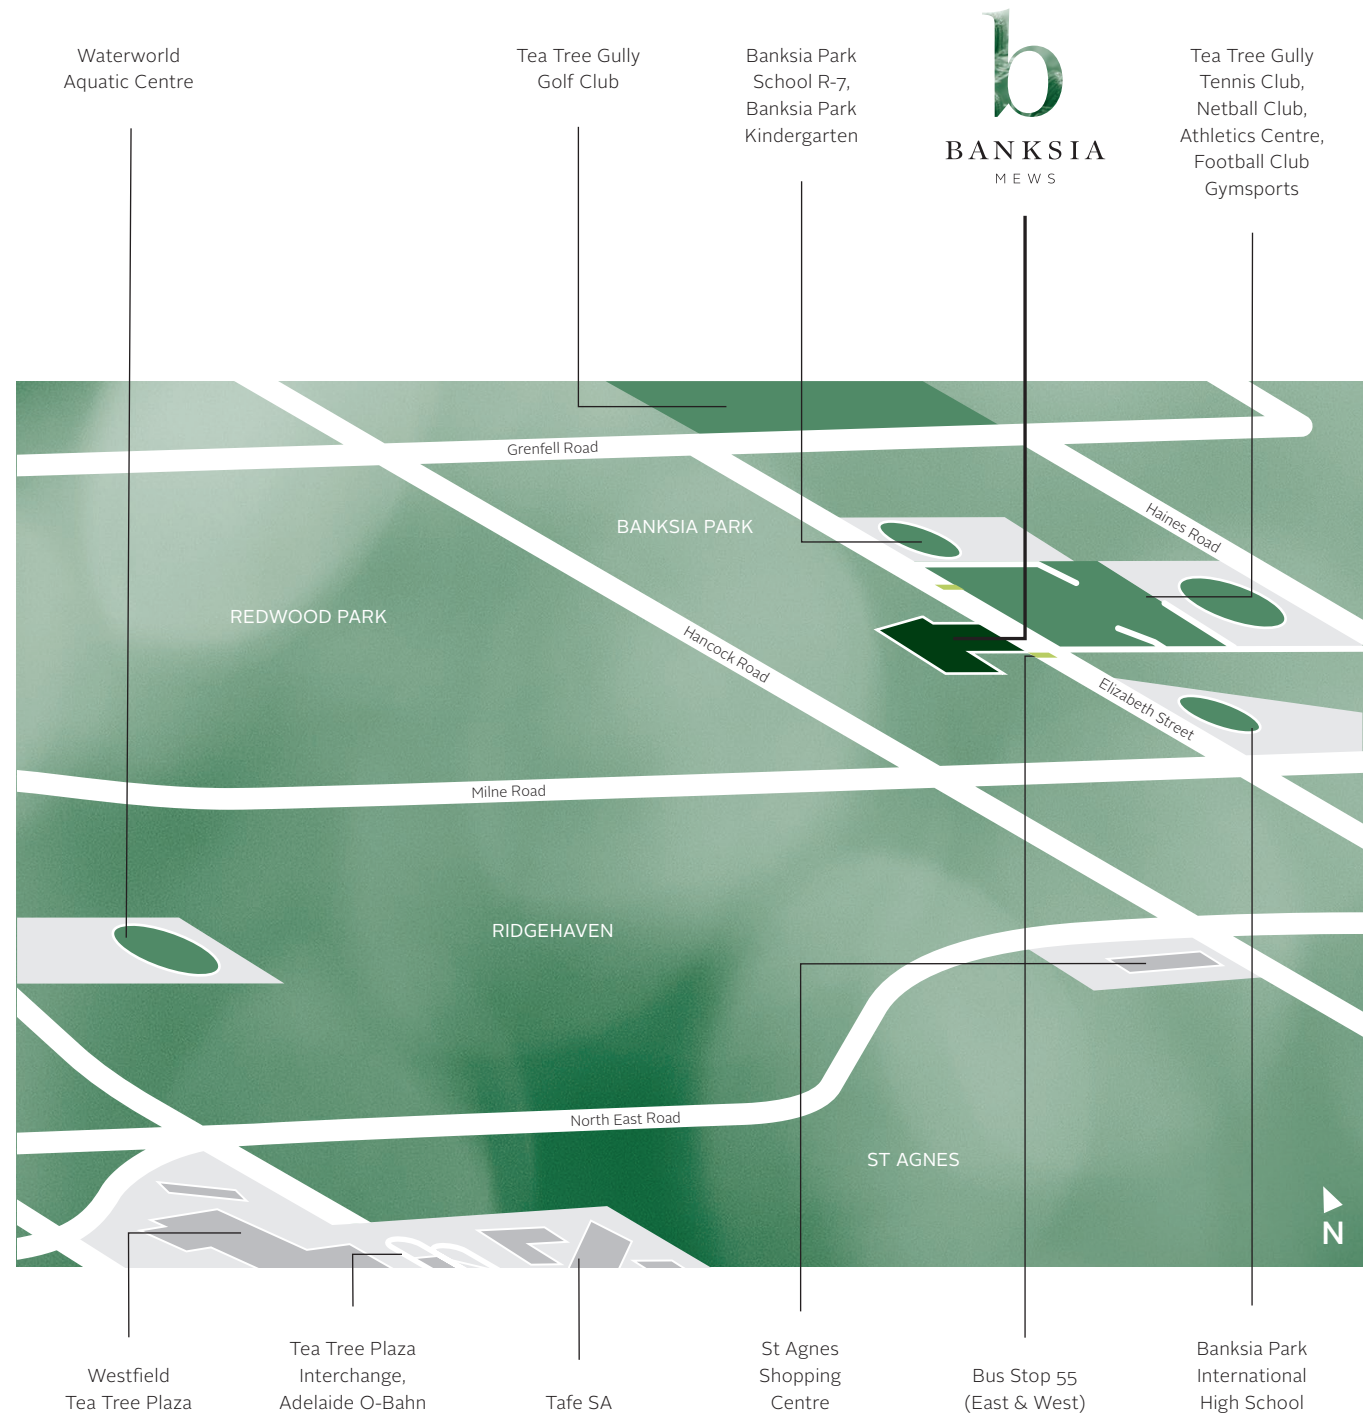 Waterworld
Aquatic Centre
Tea Tree Gully
Golf Club
Banksia Park
School R-7,
Banksia Park
Kindergarten
b
BANKSIA
MEWS
Tea Tree Gully
Tennis Club,
Netball Club,
Athletics Centre,
Football Club
Gymsports
Grenfell Road
BANKSIA PARK
Haines Road
REDWOOD PARK
Hancock Road
Elizabeth Street
Milne Road
RIDGEHAVEN
North East Road
ST AGNES
N
Westfield
Tea Tree Plaza
Tea Tree Plaza
Interchange,
Adelaide O-Bahn
Tafe SA
St Agnes
Shopping
Centre
Bus Stop 55
(East & West)
Banksia Park
International
High School